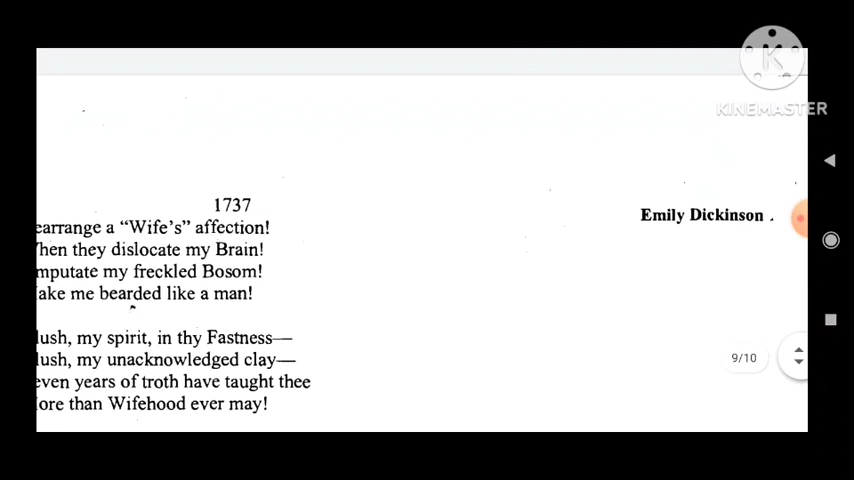 KINEMASTER
1737
Emily Dickinson .
earrange a “Wife’s” affection!
hen they dislocate my Brain!
mputate my freckled Bosom!
ake me bearded like a man!
lush, my spirit, in thy Fastness—
lush, my unacknowledged clay—
even years of troth have taught thee
ore than Wifehood ever may!
9/10